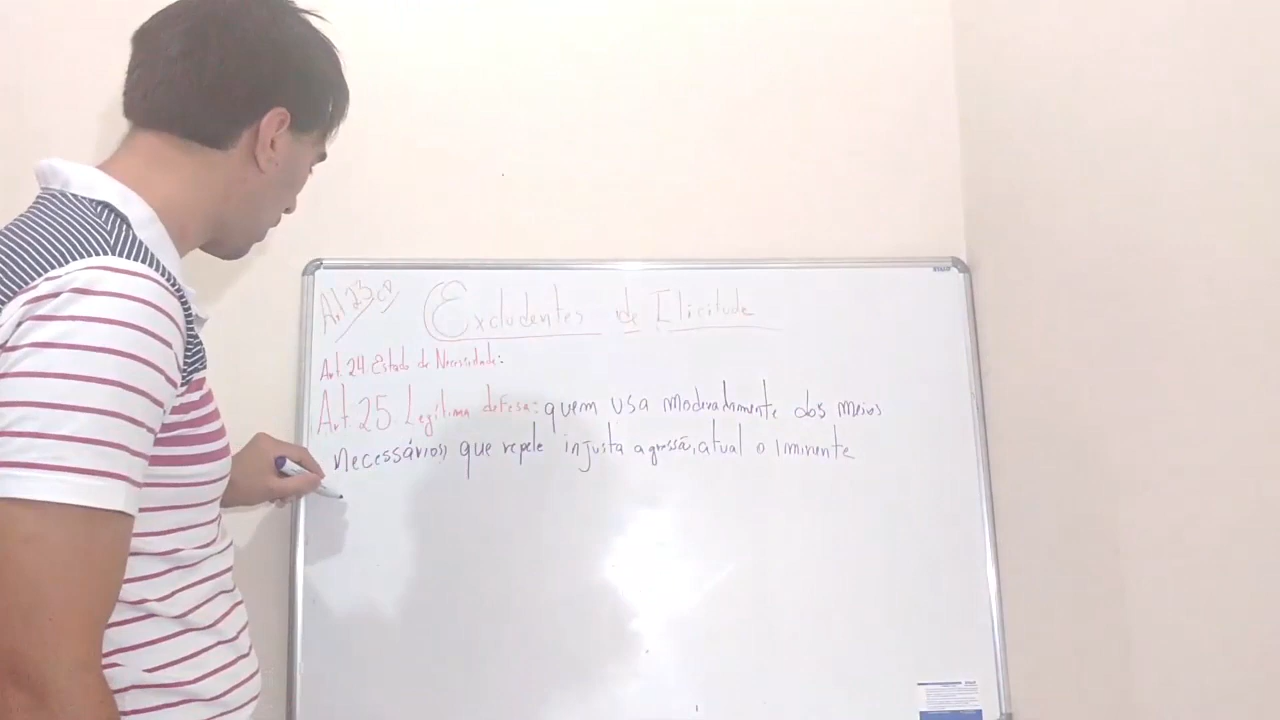 Art. 23 CP
Excludentes de Ilicitude
Art. 24 Estado de Necessidade:
Art. 25 Legítima defesa: quem usa moderadamente dos meios
necessários, que repele injusta agressão, atual o iminente